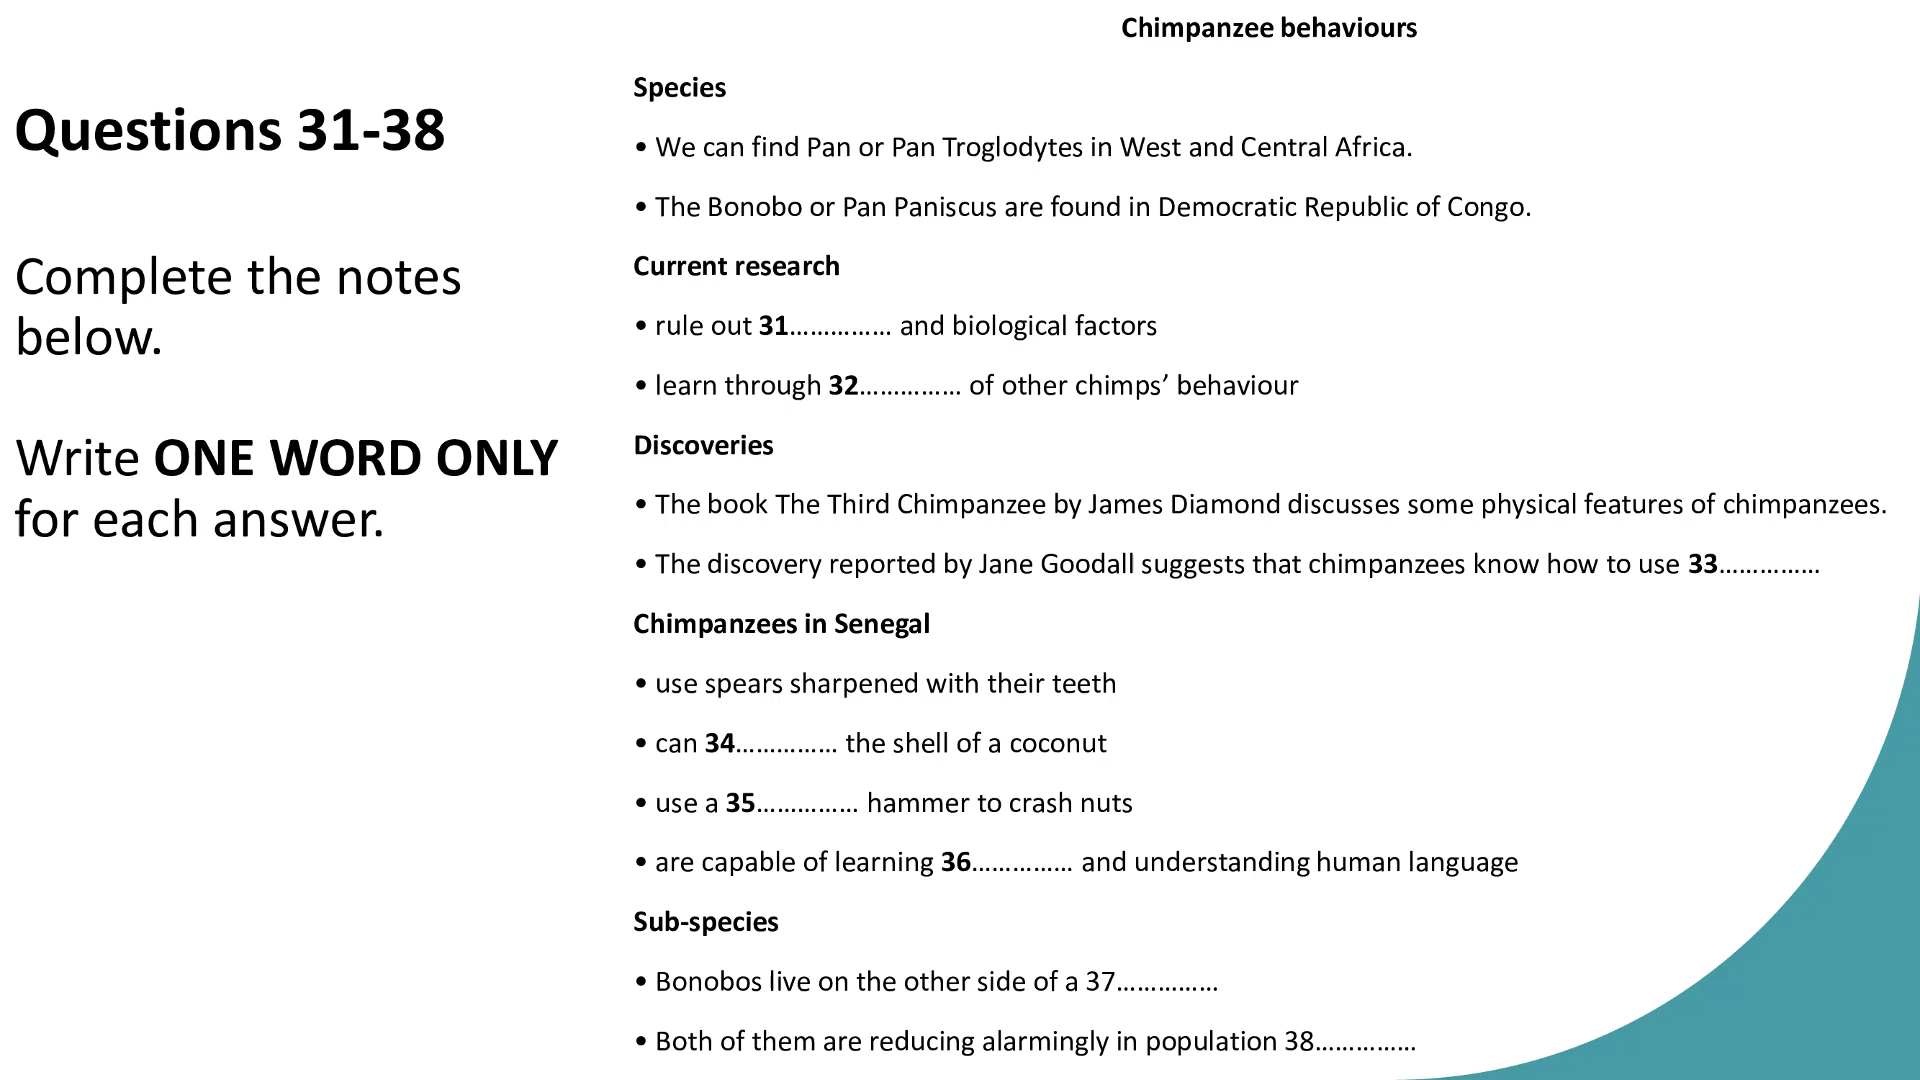 Questions 31-38
Complete the notes
below.
Write ONE WORD ONLY
for each answer.
Chimpanzee behaviours
Species
• We can find Pan or Pan Troglodytes in West and Central Africa.
• The Bonobo or Pan Paniscus are found in Democratic Republic of Congo.
Current research
• rule out 31…………… and biological factors
• learn through 32…………… of other chimps’ behaviour
Discoveries
• The book The Third Chimpanzee by James Diamond discusses some physical features of chimpanzees.
• The discovery reported by Jane Goodall suggests that chimpanzees know how to use 33……………
Chimpanzees in Senegal
• use spears sharpened with their teeth
• can 34…………… the shell of a coconut
• use a 35…………… hammer to crash nuts
• are capable of learning 36…………… and understanding human language
Sub-species
• Bonobos live on the other side of a 37……………
• Both of them are reducing alarmingly in population 38……………